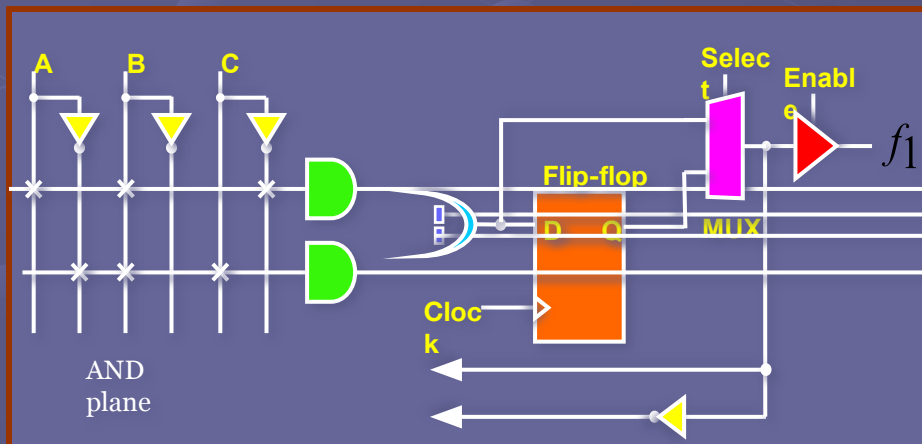 A B C
Selec
t
Enabl
e
f1
Flip-flop
D Q
MUX
Cloc
k
AND
plane